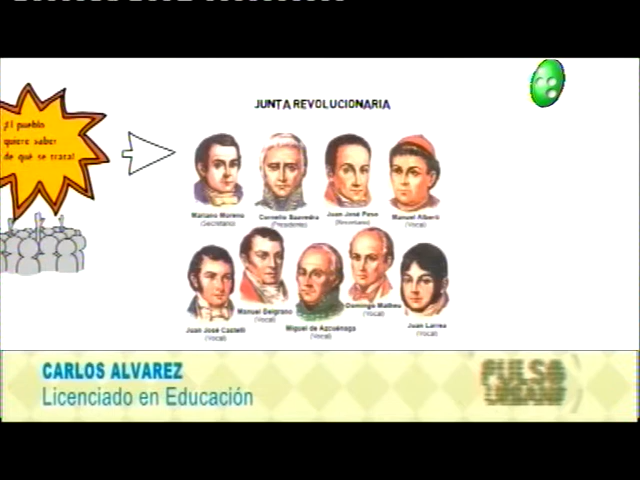 ¡El pueblo
quiere saber
de qué se trata!
JUNTA REVOLUCIONARIA
Mariano Moreno
(Secretario)
Cornelio Saavedra
(Presidente)
Juan José Paso
(Secretario)
Manuel Alberti
(Vocal)
Juan José Castelli
(Vocal)
Manuel Belgrano
(Vocal)
Miguel de Azcuénaga
(Vocal)
Domingo Matheu
(Vocal)
Juan Larrea
(Vocal)
CARLOS ALVAREZ
Licenciado en Educación
PULSO
URBANO